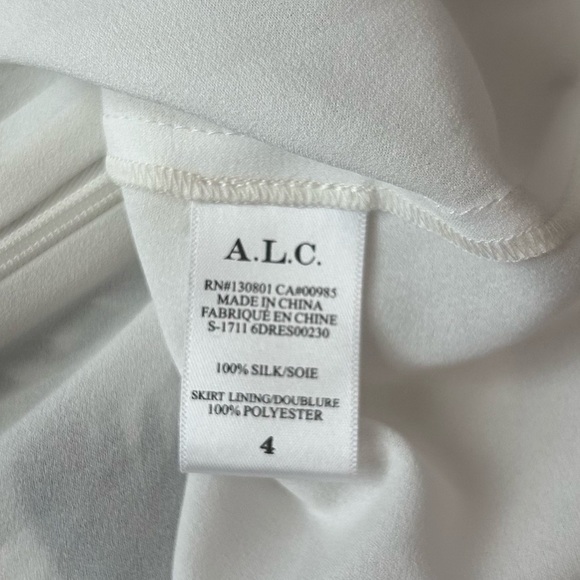 A.L.C.
RN#130801 CA#00985
MADE IN CHINA
FABRIQUÉ EN CHINE
S-1711 6DRES00230
100% SILK/SOIE
SKIRT LINING/DOUBLURE
100% POLYESTER
4